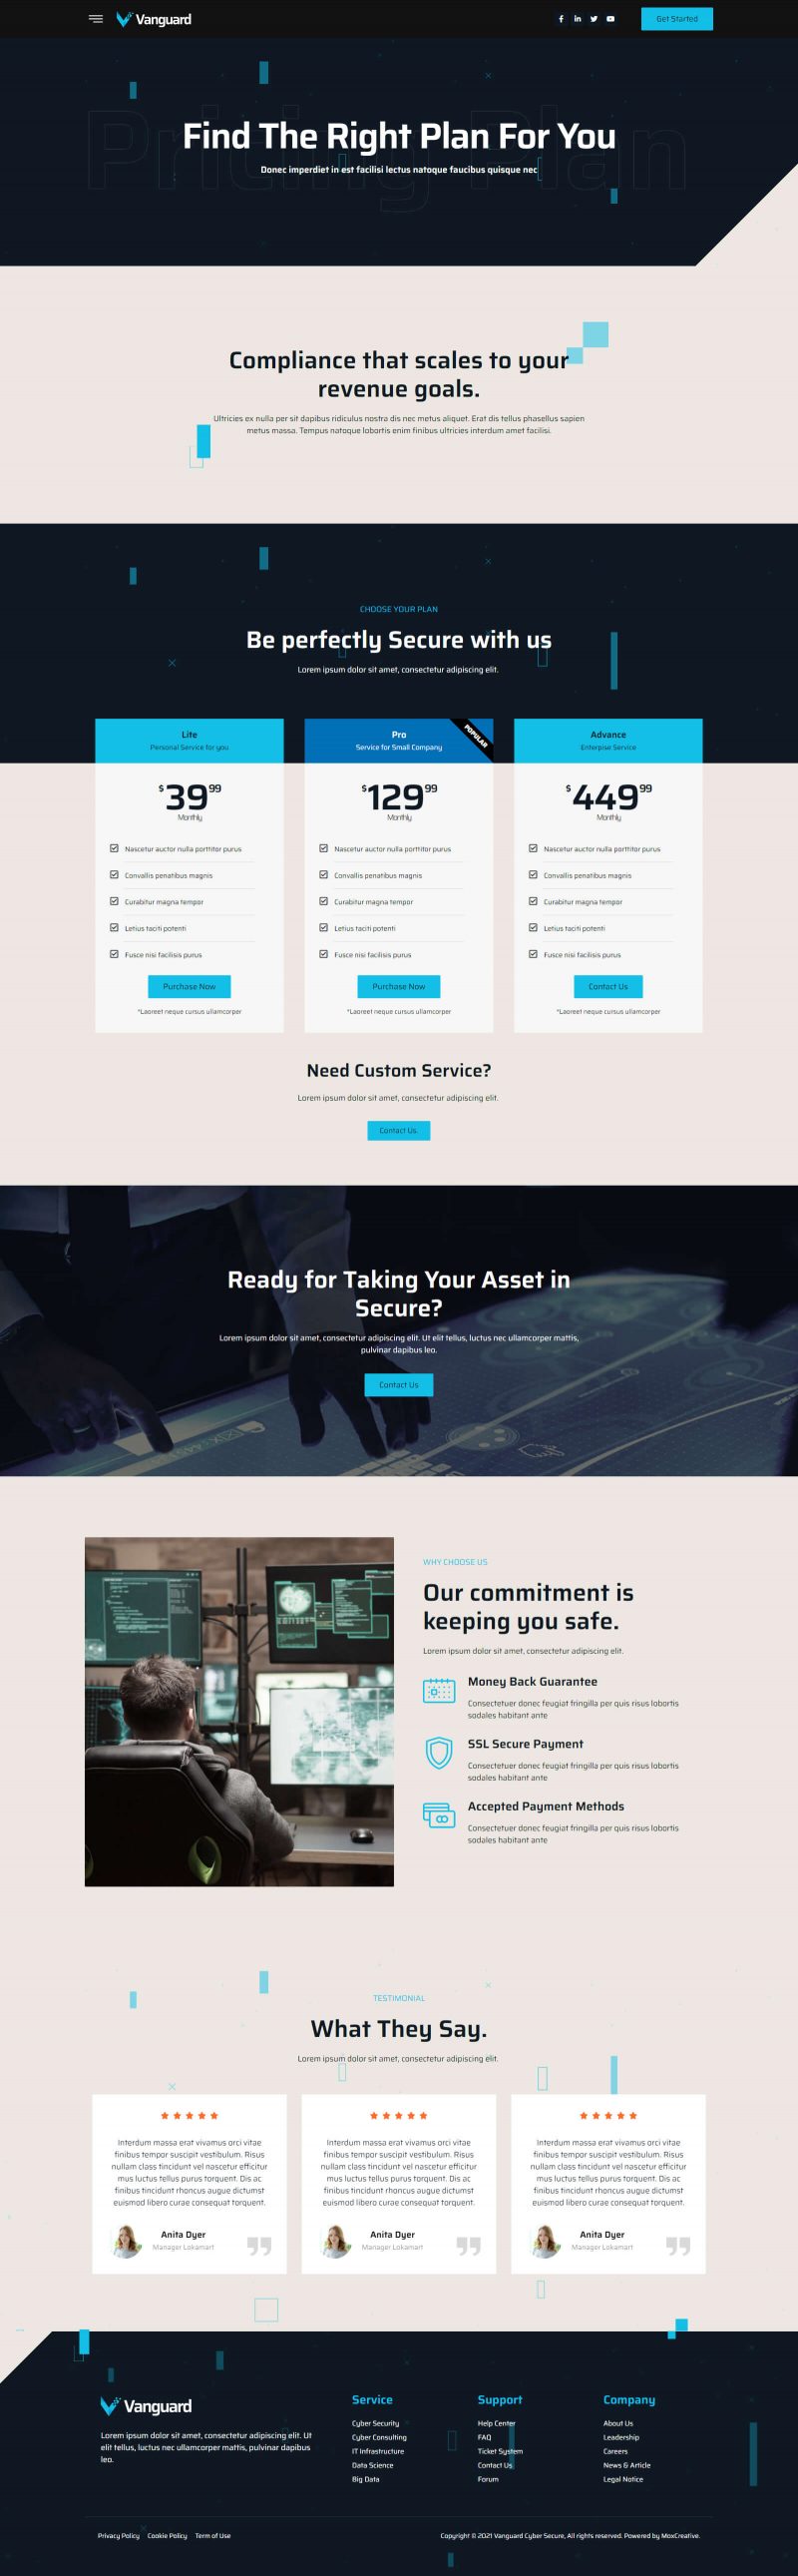 Vanguard
Get Started
Pricing Plan
Find The Right Plan For You
Donec imperdiet in est facilisi lectus natoque faucibus quisque nec
Compliance that scales to your
revenue goals.
Ultricies ex nulla per sit dapibus ridiculus nostra dis nec metus aliquet. Erat dis tellus phasellus sapien
metus massa. Tempus natoque lobortis enim finibus ultricies interdum amet facilisi.
CHOOSE YOUR PLAN
Be perfectly Secure with us
Lorem ipsum dolor sit amet, consectetur adipiscing elit.
Lite
Personal Service for you
$39.99
Monthly
Nascetur auctor nulla porttitor purus
Convallis penatibus magnis
Curabitur magna tempor
Letius taciti potenti
Fusce nisi facilisis purus
Purchase Now
*Laoreet neque cursus ullamcorper
Pro
Service for Small Company
POPULAR
$129.99
Monthly
Nascetur auctor nulla porttitor purus
Convallis penatibus magnis
Curabitur magna tempor
Letius taciti potenti
Fusce nisi facilisis purus
Purchase Now
*Laoreet neque cursus ullamcorper
Advance
Enterpise Service
$449.99
Monthly
Nascetur auctor nulla porttitor purus
Convallis penatibus magnis
Curabitur magna tempor
Letius taciti potenti
Fusce nisi facilisis purus
Contact Us
*Laoreet neque cursus ullamcorper
Need Custom Service?
Lorem ipsum dolor sit amet, consectetur adipiscing elit.
Contact Us
Ready for Taking Your Asset in
Secure?
Lorem ipsum dolor sit amet, consectetur adipiscing elit. Ut elit tellus, luctus nec ullamcorper mattis,
pulvinar dapibus leo.
Contact Us
WHY CHOOSE US
Our commitment is
keeping you safe.
Lorem ipsum dolor sit amet, consectetur adipiscing elit.
Money Back Guarantee
Consectetuer donec feugiat fringilla per quis risus lobortis
sodales habitant ante
SSL Secure Payment
Consectetuer donec feugiat fringilla per quis risus lobortis
sodales habitant ante
Accepted Payment Methods
Consectetuer donec feugiat fringilla per quis risus lobortis
sodales habitant ante
TESTIMONIAL
What They Say.
Lorem ipsum dolor sit amet, consectetur adipiscing elit.
Interdum massa erat vivamus orci vitae
finibus tempor suscipit vestibulum. Risus
nullam class tincidunt vel nascetur efficitur
mus luctus tellus purus torquent. Dis ac
finibus tincidunt rhoncus augue dictumst
euismod libero curae consequat torquent.
Anita Dyer
Manager Lokamart
Interdum massa erat vivamus orci vitae
finibus tempor suscipit vestibulum. Risus
nullam class tincidunt vel nascetur efficitur
mus luctus tellus purus torquent. Dis ac
finibus tincidunt rhoncus augue dictumst
euismod libero curae consequat torquent.
Anita Dyer
Manager Lokamart
Interdum massa erat vivamus orci vitae
finibus tempor suscipit vestibulum. Risus
nullam class tincidunt vel nascetur efficitur
mus luctus tellus purus torquent. Dis ac
finibus tincidunt rhoncus augue dictumst
euismod libero curae consequat torquent.
Anita Dyer
Manager Lokamart
Vanguard
Lorem ipsum dolor sit amet, consectetur adipiscing elit. Ut
elit tellus, luctus nec ullamcorper mattis, pulvinar dapibus
leo.
Service
Cyber Security
Cyber Consulting
IT Infrastructure
Data Science
Big Data
Support
Help Center
FAQ
Ticket System
Contact Us
Forum
Company
About Us
Leadership
Careers
News & Article
Legal Notice
Privacy Policy Cookie Policy Term of Use
Copyright © 2021 Vanguard Cyber Secure, All rights reserved. Powered by MoxCreative.